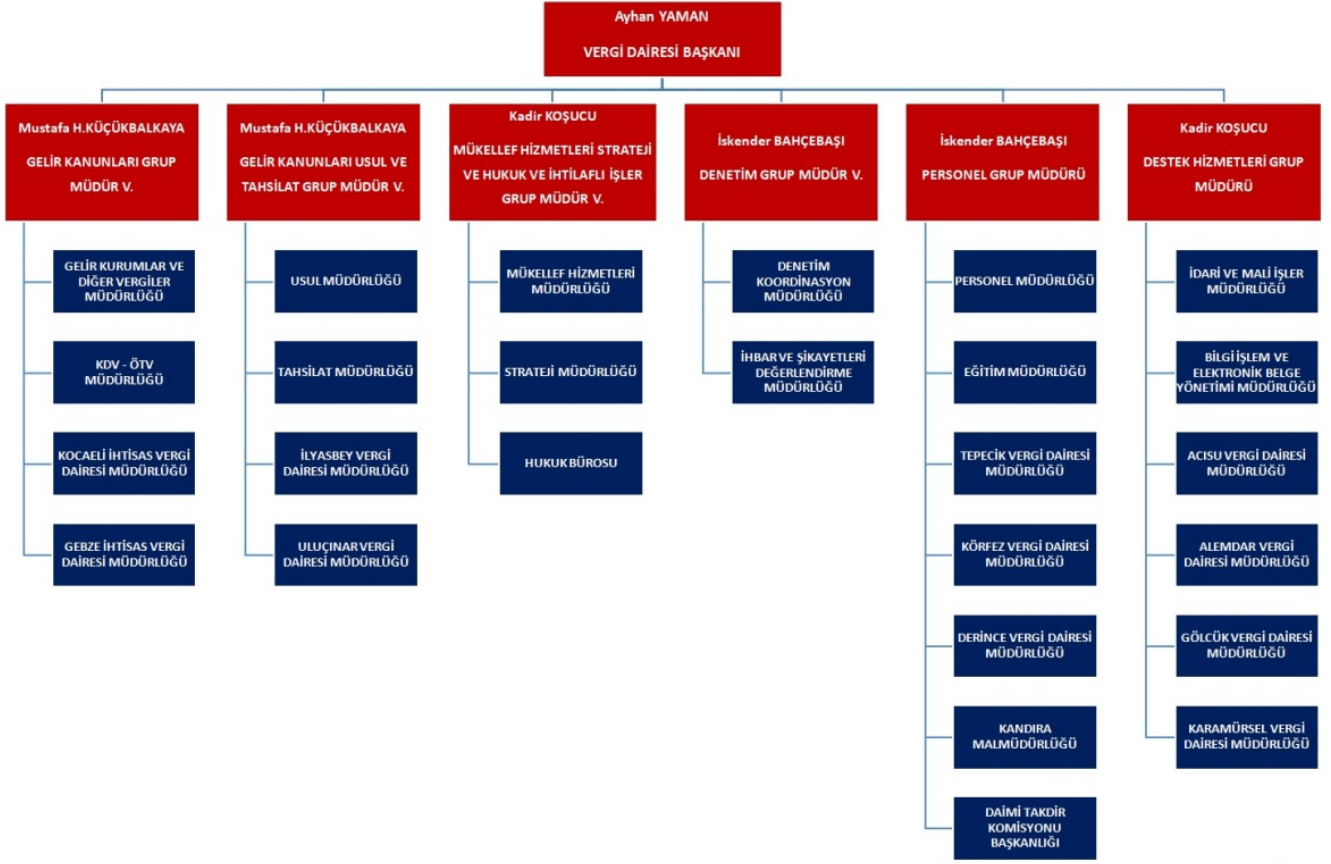 Ayhan YAMAN
VERGİ DAİRESİ BAŞKANI
Mustafa H.KÜÇÜKBALKAYA
GELİR KANUNLARI GRUP
MÜDÜR V.
GELİR KURUMLAR VE
DİĞER VERGİLER
MÜDÜRLÜĞÜ
KDV - ÖTV
MÜDÜRLÜĞÜ
KOCAELİ İHTİSAS VERGİ
DAİRESİ MÜDÜRLÜĞÜ
GEBZE İHTİSAS VERGİ
DAİRESİ MÜDÜRLÜĞÜ
Mustafa H.KÜÇÜKBALKAYA
GELİR KANUNLARI USUL VE
TAHSİLAT GRUP MÜDÜR V.
USUL MÜDÜRLÜĞÜ
TAHSİLAT MÜDÜRLÜĞÜ
İLYASBEY VERGİ
DAİRESİ MÜDÜRLÜĞÜ
ULUÇINAR VERGİ
DAİRESİ MÜDÜRLÜĞÜ
Kadir KOŞUCU
MÜKELLEF HİZMETLERİ STRATEJİ
VE HUKUK VE İHTİLAFLI İŞLER
GRUP MÜDÜR V.
MÜKELLEF HİZMETLERİ
MÜDÜRLÜĞÜ
STRATEJİ MÜDÜRLÜĞÜ
HUKUK BÜROSU
İskender BAHÇEBAŞI
DENETİM GRUP MÜDÜR V.
DENETİM
KOORDİNASYON
MÜDÜRLÜĞÜ
İHBAR VE ŞİKAYETLERİ
DEĞERLENDİRME
MÜDÜRLÜĞÜ
İskender BAHÇEBAŞI
PERSONEL GRUP MÜDÜRÜ
PERSONEL MÜDÜRLÜĞÜ
EĞİTİM MÜDÜRLÜĞÜ
TEPECİK VERGİ DAİRESİ
MÜDÜRLÜĞÜ
KÖRFEZ VERGİ DAİRESİ
MÜDÜRLÜĞÜ
DERİNCE VERGİ DAİRESİ
MÜDÜRLÜĞÜ
KANDIRA
MALMÜDÜRLÜĞÜ
DAİMİ TAKDİR
KOMİSYONU
BAŞKANLIĞI
Kadir KOŞUCU
DESTEK HİZMETLERİ GRUP
MÜDÜRÜ
İDARİ VE MALİ İŞLER
MÜDÜRLÜĞÜ
BİLGİ İŞLEM VE
ELEKTRONİK BELGE
YÖNETİMİ MÜDÜRLÜĞÜ
ACISU VERGİ DAİRESİ
MÜDÜRLÜĞÜ
ALEMDAR VERGİ
DAİRESİ MÜDÜRLÜĞÜ
GÖLCÜK VERGİ DAİRESİ
MÜDÜRLÜĞÜ
KARAMÜRSEL VERGİ
DAİRESİ MÜDÜRLÜĞÜ